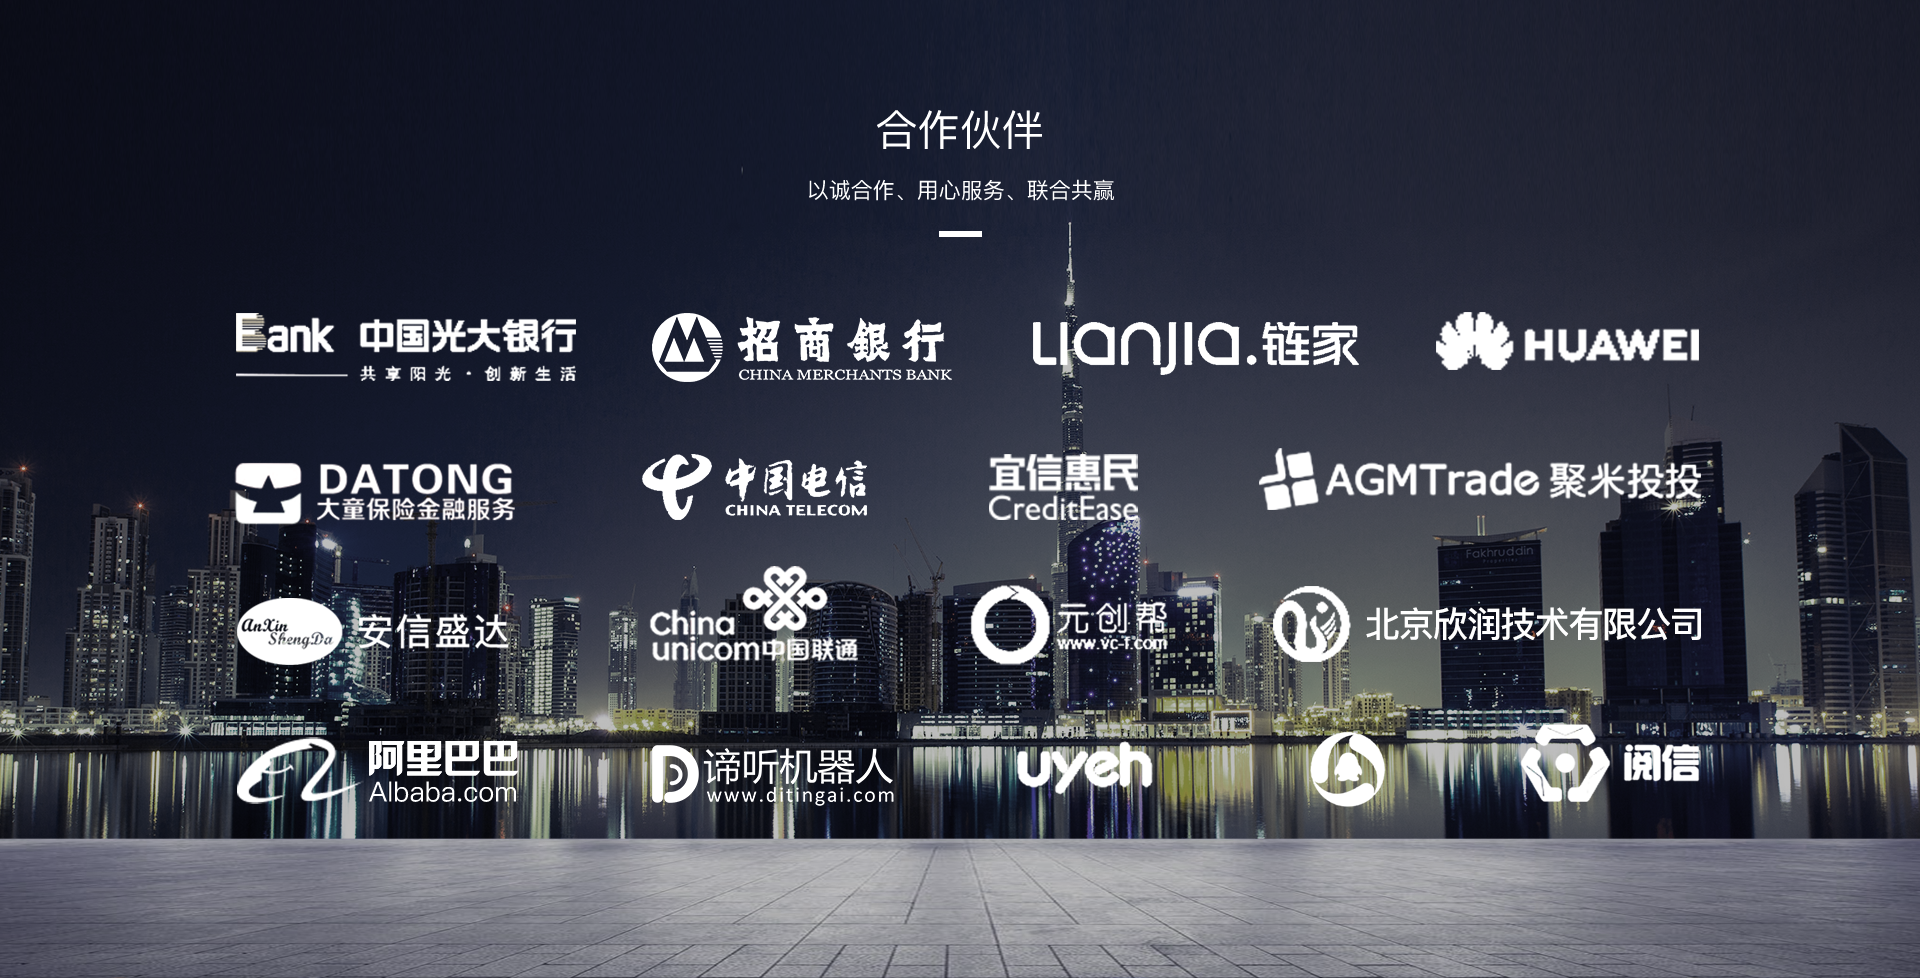 合作伙伴
以诚合作、用心服务、联合共赢
Bank 中国光大银行
共享阳光·创新生活
招商銀行
CHINA MERCHANTS BANK
LIANJIA.链家
HUAWEI
DATONG
大童保险金融服务
中国电信
CHINA TELECOM
宜信惠民
CreditEase
AGMTrade 聚米投投
Fakhruddin
AnXin
ShengDa
安信盛达
China
unicom中国联通
元创帮
www.vc-f.com
北京欣润技术有限公司
阿里巴巴
Albaba.com
谛听机器人
www.ditingai.com
uyeh
阅信